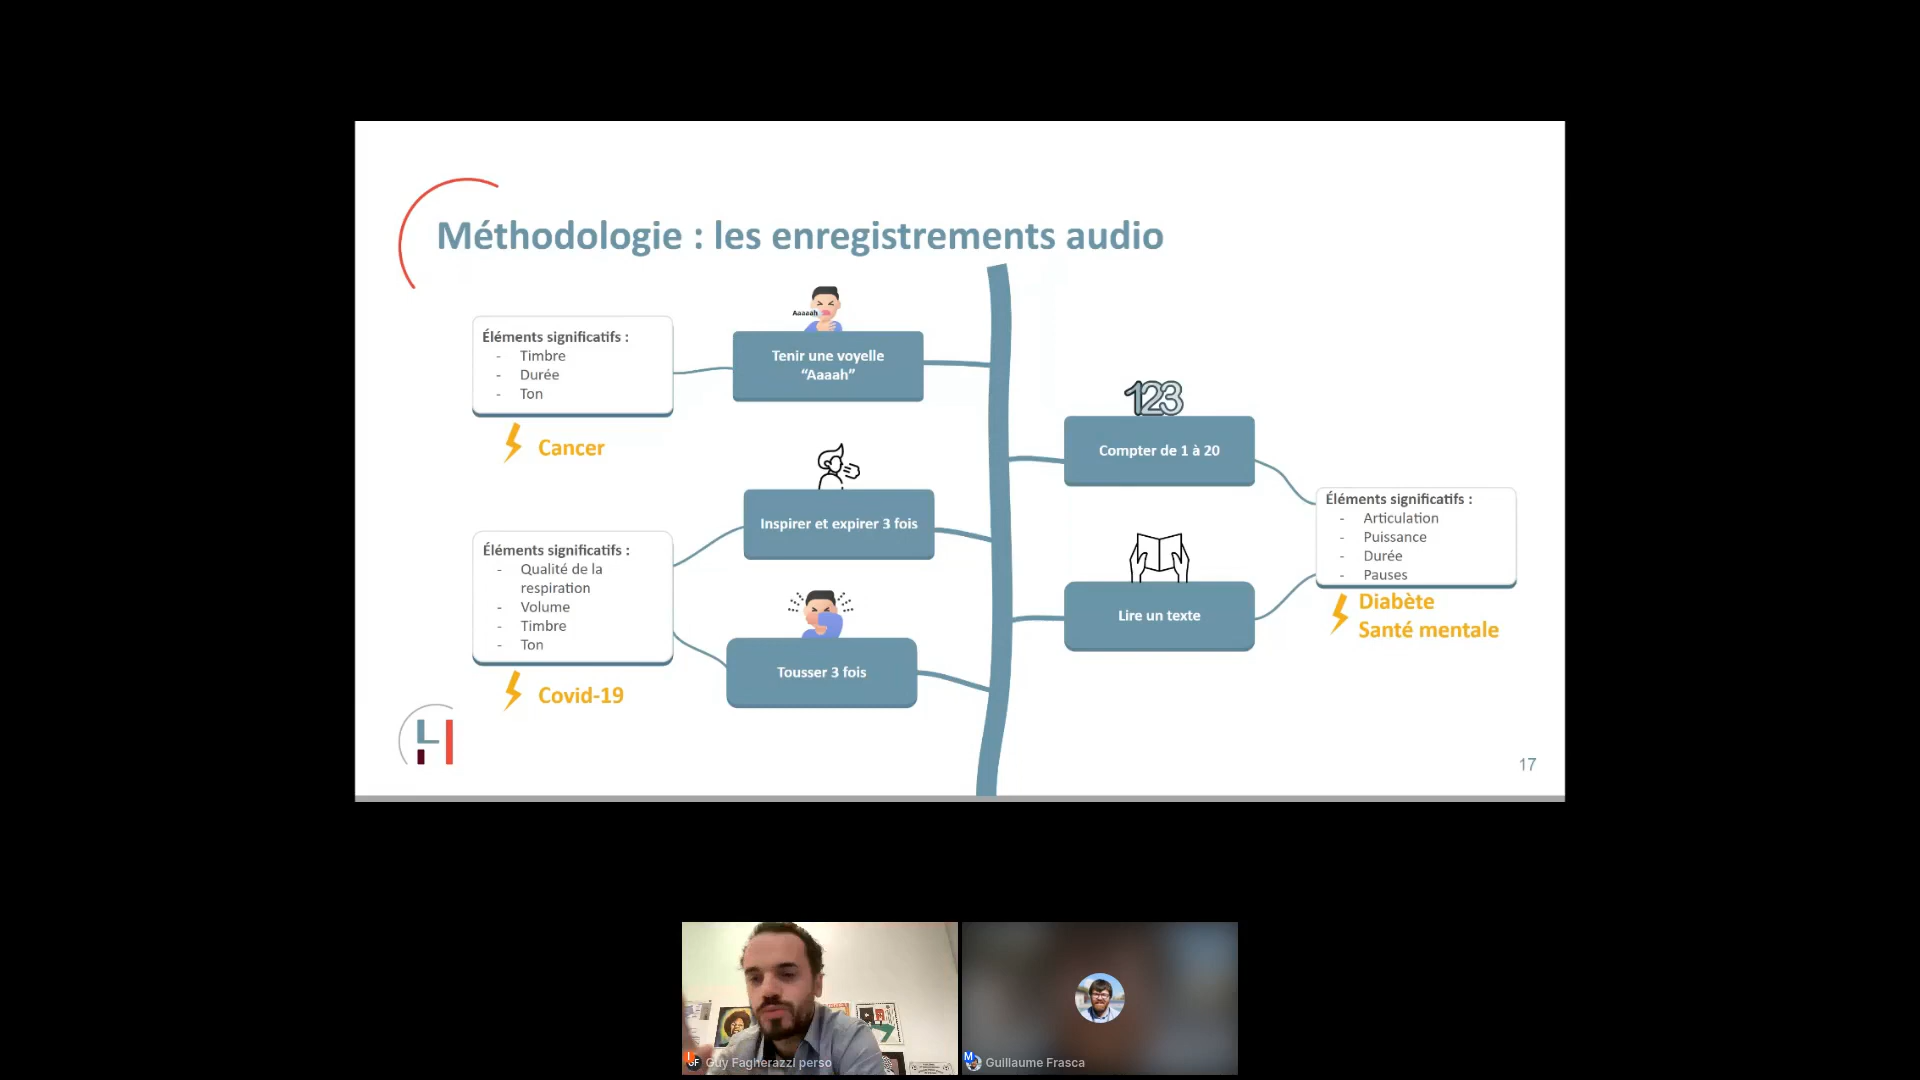 Méthodologie : les enregistrements audio
Aaaaah
Éléments significatifs :
- Timbre
- Durée
- Ton
Cancer
Tenir une voyelle
“Aaaah”
Inspirer et expirer 3 fois
Éléments significatifs :
- Qualité de la
respiration
- Volume
- Timbre
- Ton
Covid-19
Tousser 3 fois
123
Compter de 1 à 20
Lire un texte
Éléments significatifs :
- Articulation
- Puissance
- Durée
- Pauses
Diabète
Santé mentale
17
GF Guy Fagherazzi perso
M Guillaume Frasca